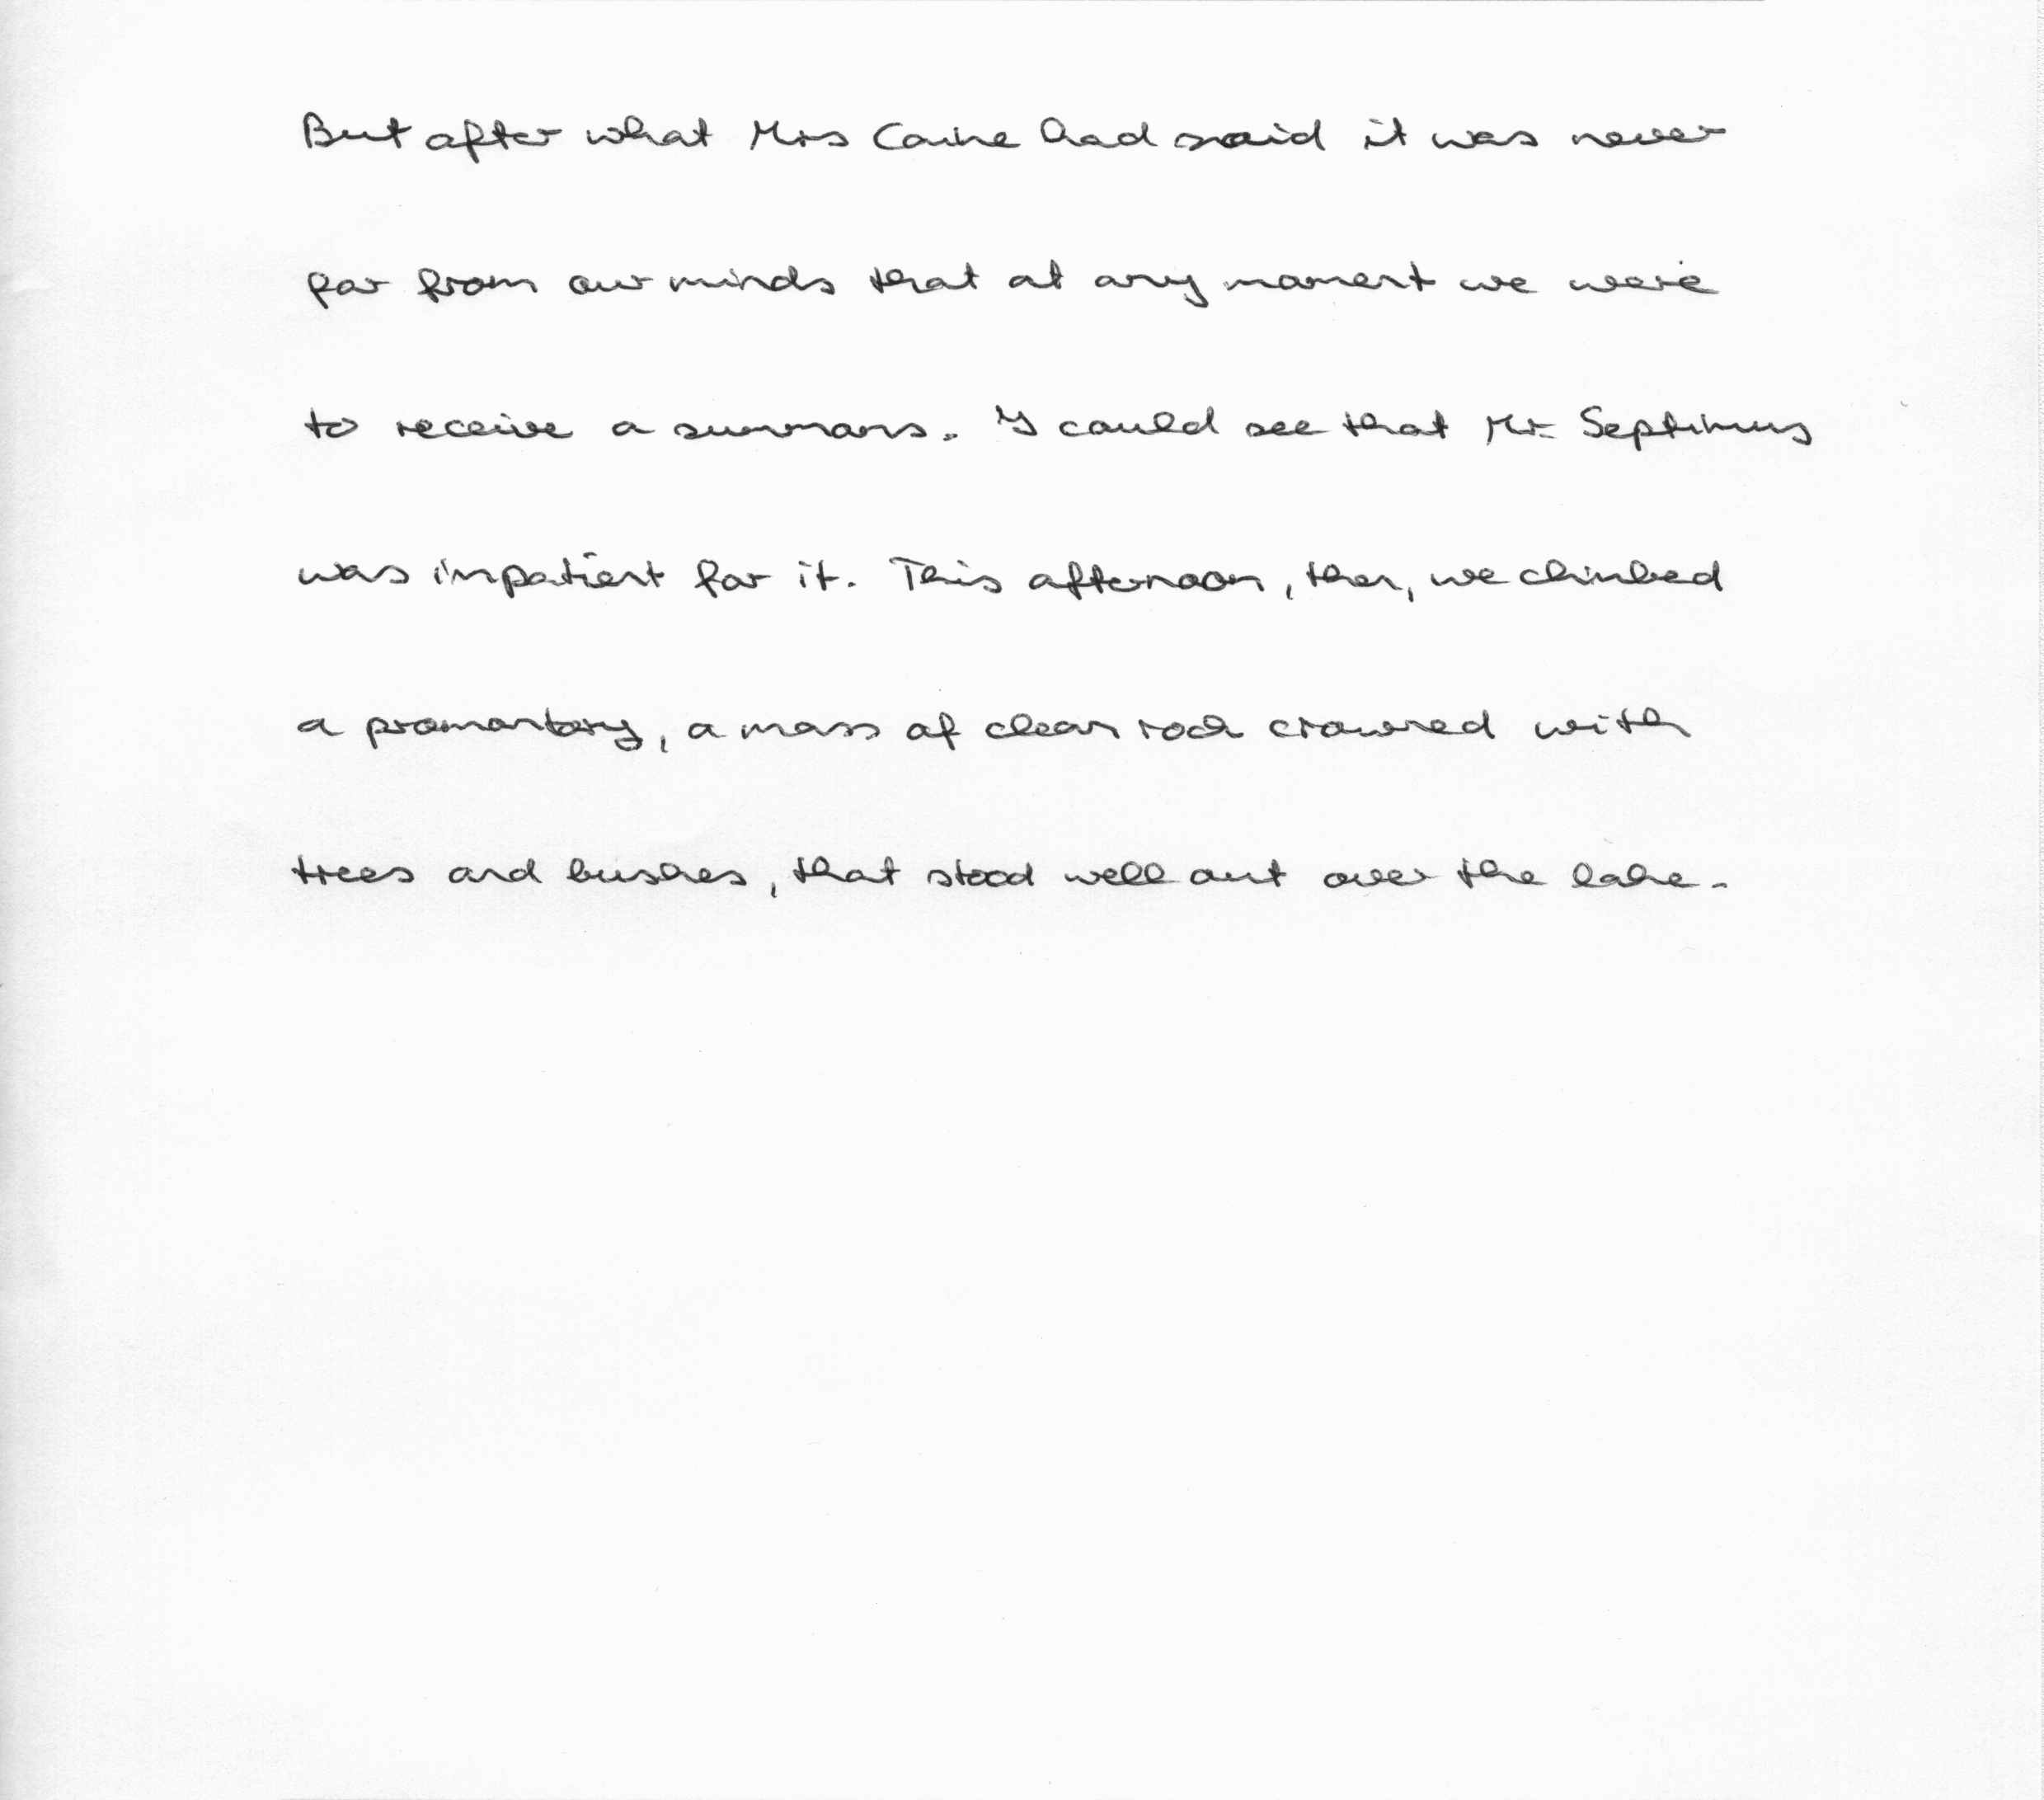 But after what Mrs Caine had said it was never
far from our minds that at any moment we were
to receive a summons. I could see that Mr. Septimus
was impatient for it. This afternoon, then, we climbed
a promontory, a mass of clean rock crowned with
trees and bushes, that stood well out over the lake.